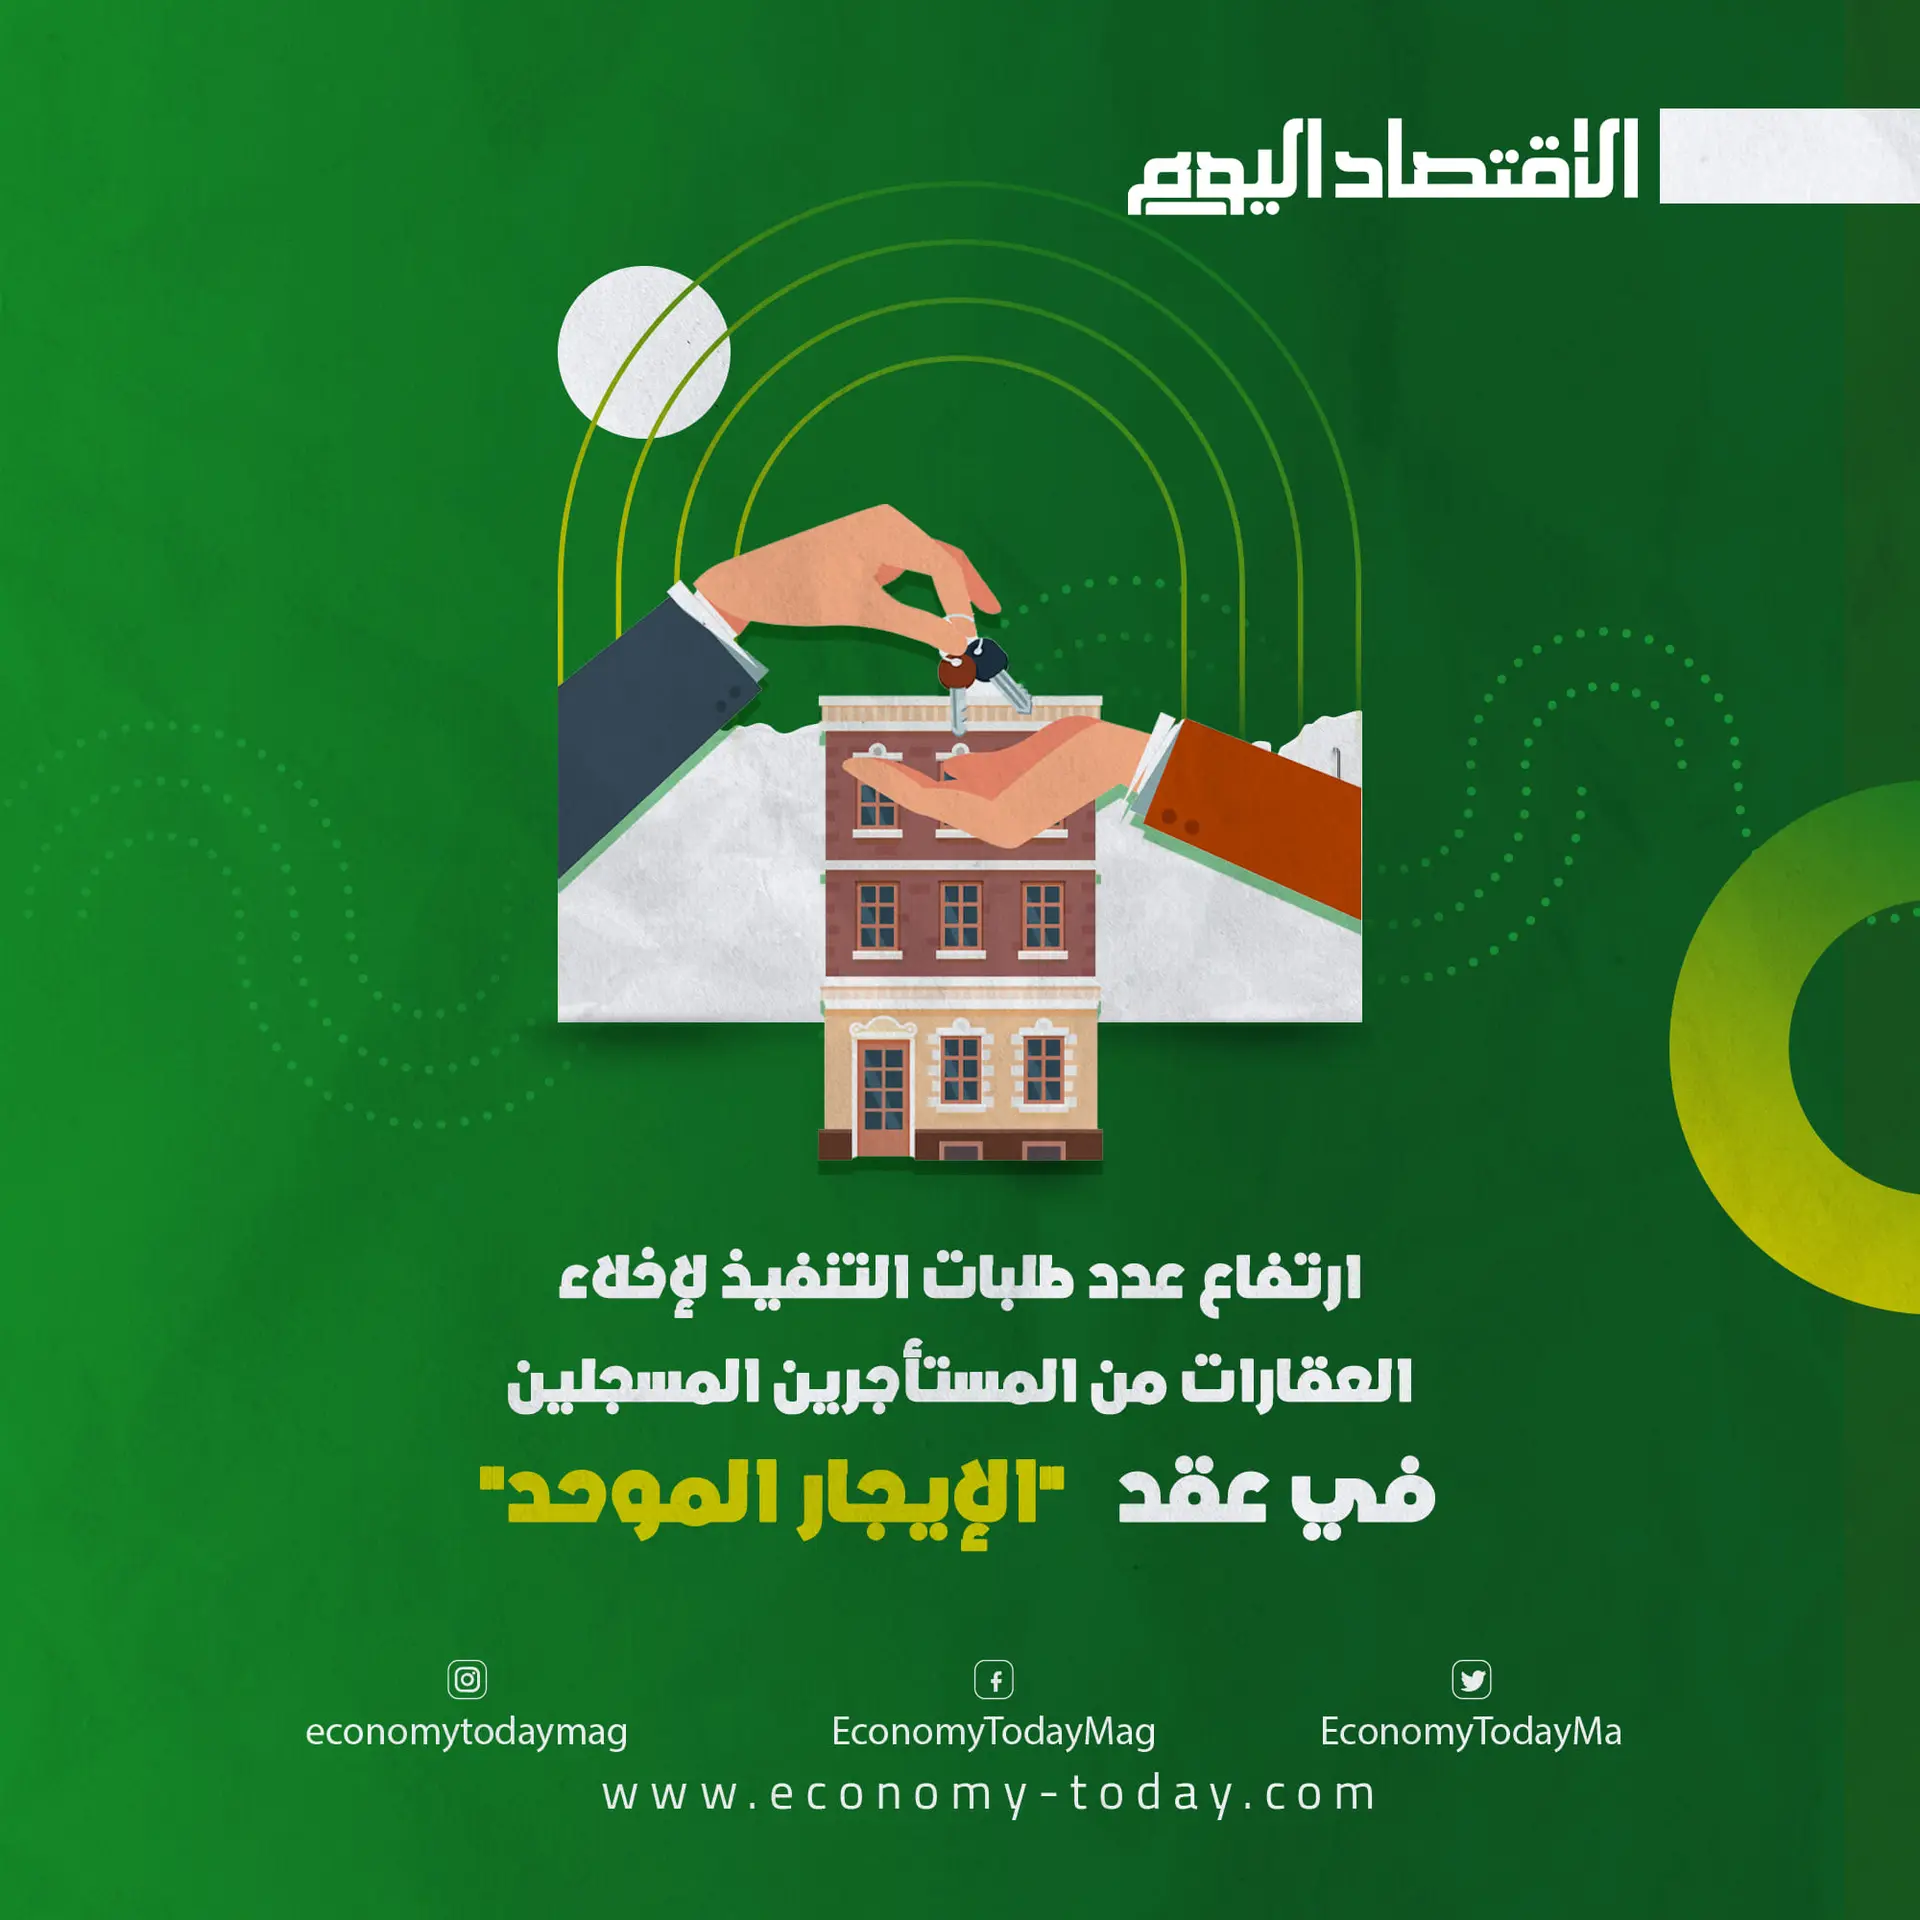 الاقتصاد اليوم
ارتفاع عدد طلبات التنفيذ لإخلاء
العقارات من المستأجرين المسجلين
في عقد "الإيجار الموحد"
economytodaymag
EconomyTodayMag
EconomyTodayMa
www.economy-today.com